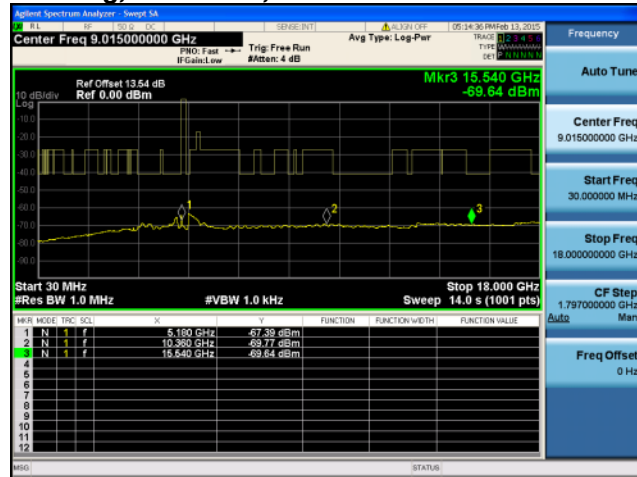 Agilent Spectrum Analyzer - Swept SA
RL RF 50 Ω DC SENSE:INT ALIGN OFF 05:14:36 PM Feb 13, 2015
Center Freq 9.015000000 GHz
PNO: Fast
IFGain:Low
Trig: Free Run
#Atten: 4 dB
Avg Type: Log-Pwr
TRACE 1 2 3 4 5 6
TYPE
DET P N N N N N
Ref Offset 13.54 dB
Ref 0.00 dBm
10 dB/div
Log
Mkr3 15.540 GHz
-69.64 dBm
-10.0
-20.0
-30.0
-40.0
-50.0
-60.0
-70.0
-80.0
-90.0
1
2
3
Start 30 MHz
Stop 18.000 GHz
#Res BW 1.0 MHz #VBW 1.0 kHz Sweep 14.0 s (1001 pts)
MKR MODE TRC SCL X Y FUNCTION FUNCTION WIDTH FUNCTION VALUE
1 N 1 f 5.180 GHz -67.39 dBm
2 N 1 f 10.360 GHz -69.77 dBm
3 N 1 f 15.540 GHz -69.64 dBm
4
5
6
7
8
9
10
11
12
MSG STATUS
Frequency
Auto Tune
Center Freq
9.015000000 GHz
Start Freq
30.000000 MHz
Stop Freq
18.000000000 GHz
CF Step
1.797000000 GHz
Auto Man
Freq Offset
0 Hz